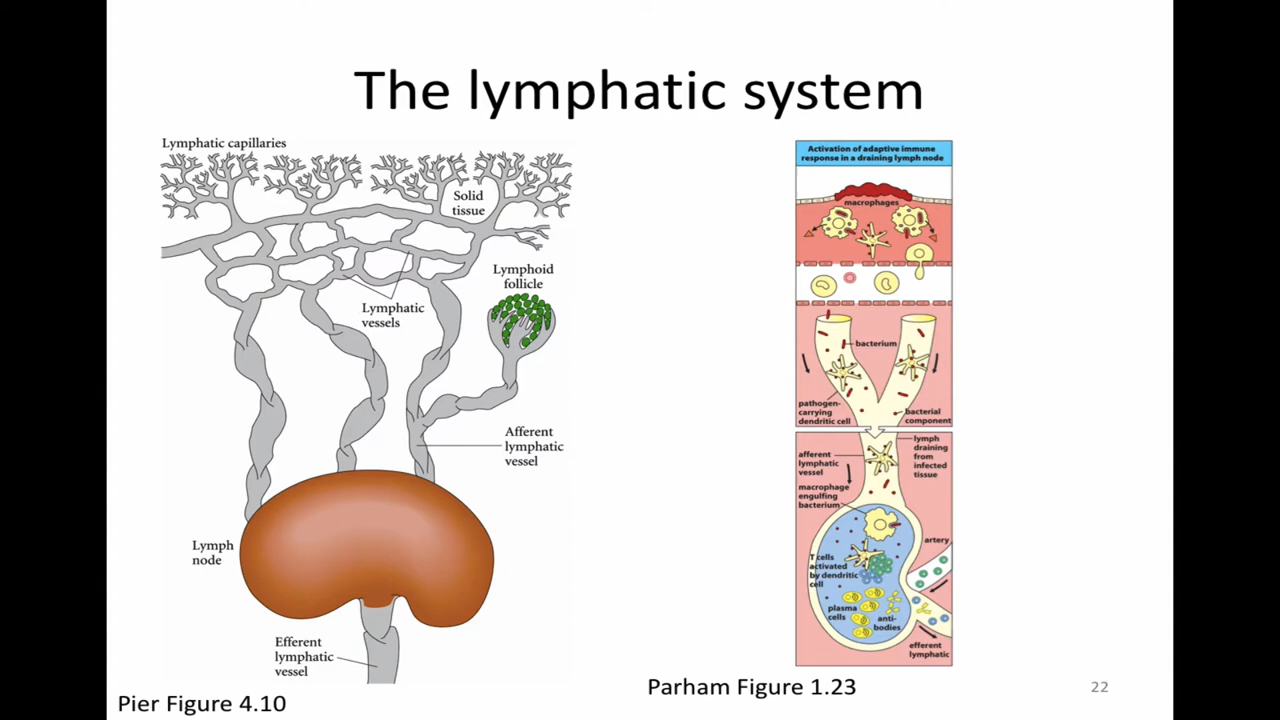 The lymphatic system
Lymphatic capillaries
Solid
tissue
Lymphoid
follicle
Lymphatic
vessels
Afferent
lymphatic
vessel
Lymph
node
Efferent
lymphatic
vessel
Pier Figure 4.10
Activation of adaptive immune
response in a draining lymph node
macrophages
bacterium
pathogen-
carrying
dendritic cell
bacterial
component
lymph
draining
from
infected
tissue
afferent
lymphatic
vessel
macrophage
engulfing
bacterium
artery
T cells
activated
by dendritic
cell
plasma
cells
anti-
bodies
efferent
lymphatic
Parham Figure 1.23
22